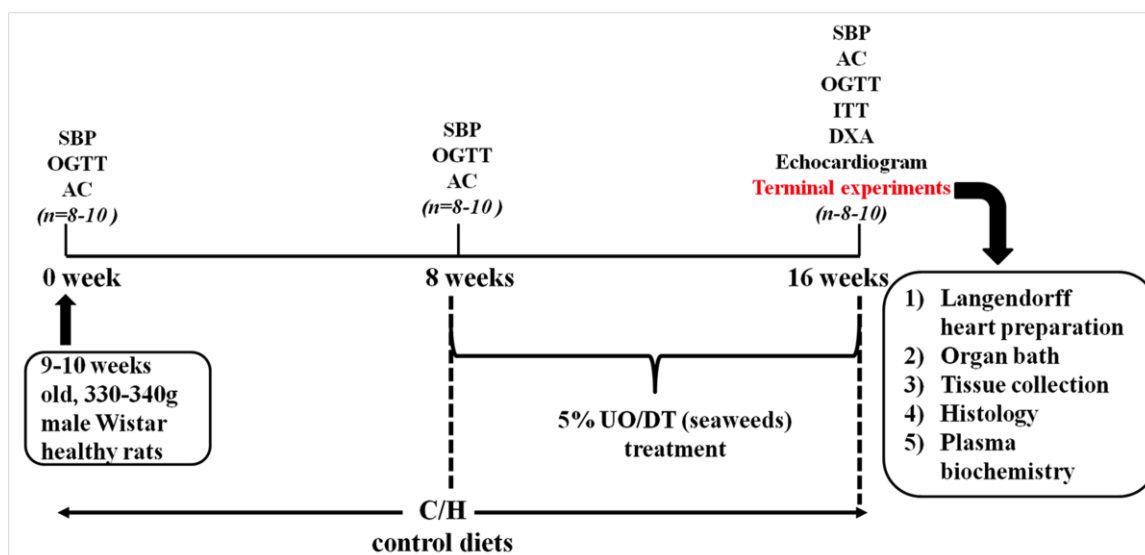 SBP
OGTT
AC
(n=8-10 )
0 week
9-10 weeks
old, 330-340g
male Wistar
healthy rats
SBP
OGTT
AC
(n=8-10 )
8 weeks
SBP
AC
OGTT
ITT
DXA
Echocardiogram
Terminal experiments
(n-8-10)
16 weeks
1) Langendorff
heart preparation
2) Organ bath
3) Tissue collection
4) Histology
5) Plasma
biochemistry
5% UO/DT (seaweeds)
treatment
C/H
control diets